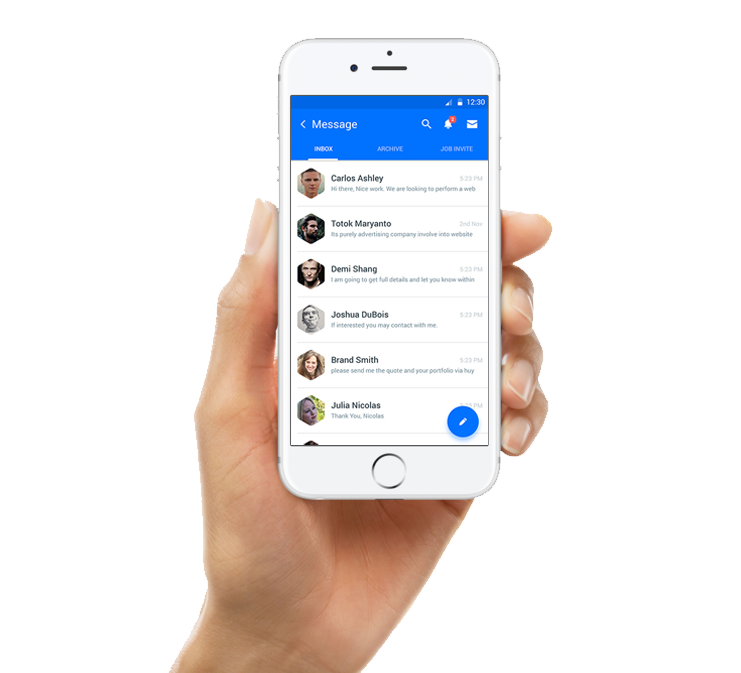 12:30
Message
2
INBOX ARCHIVE JOB INVITE
Carlos Ashley 5:23 PM
Hi there, Nice work. We are looking to perform a web
Totok Maryanto 2nd Nov
Its purely advertising company involve into website
Demi Shang 5:23 PM
I am going to get full details and let you know within
Joshua DuBois 5:23 PM
If interested you may contact with me.
Brand Smith 5:23 PM
please send me the quote and your portfolio via huy
Julia Nicolas PM
Thank You, Nicolas